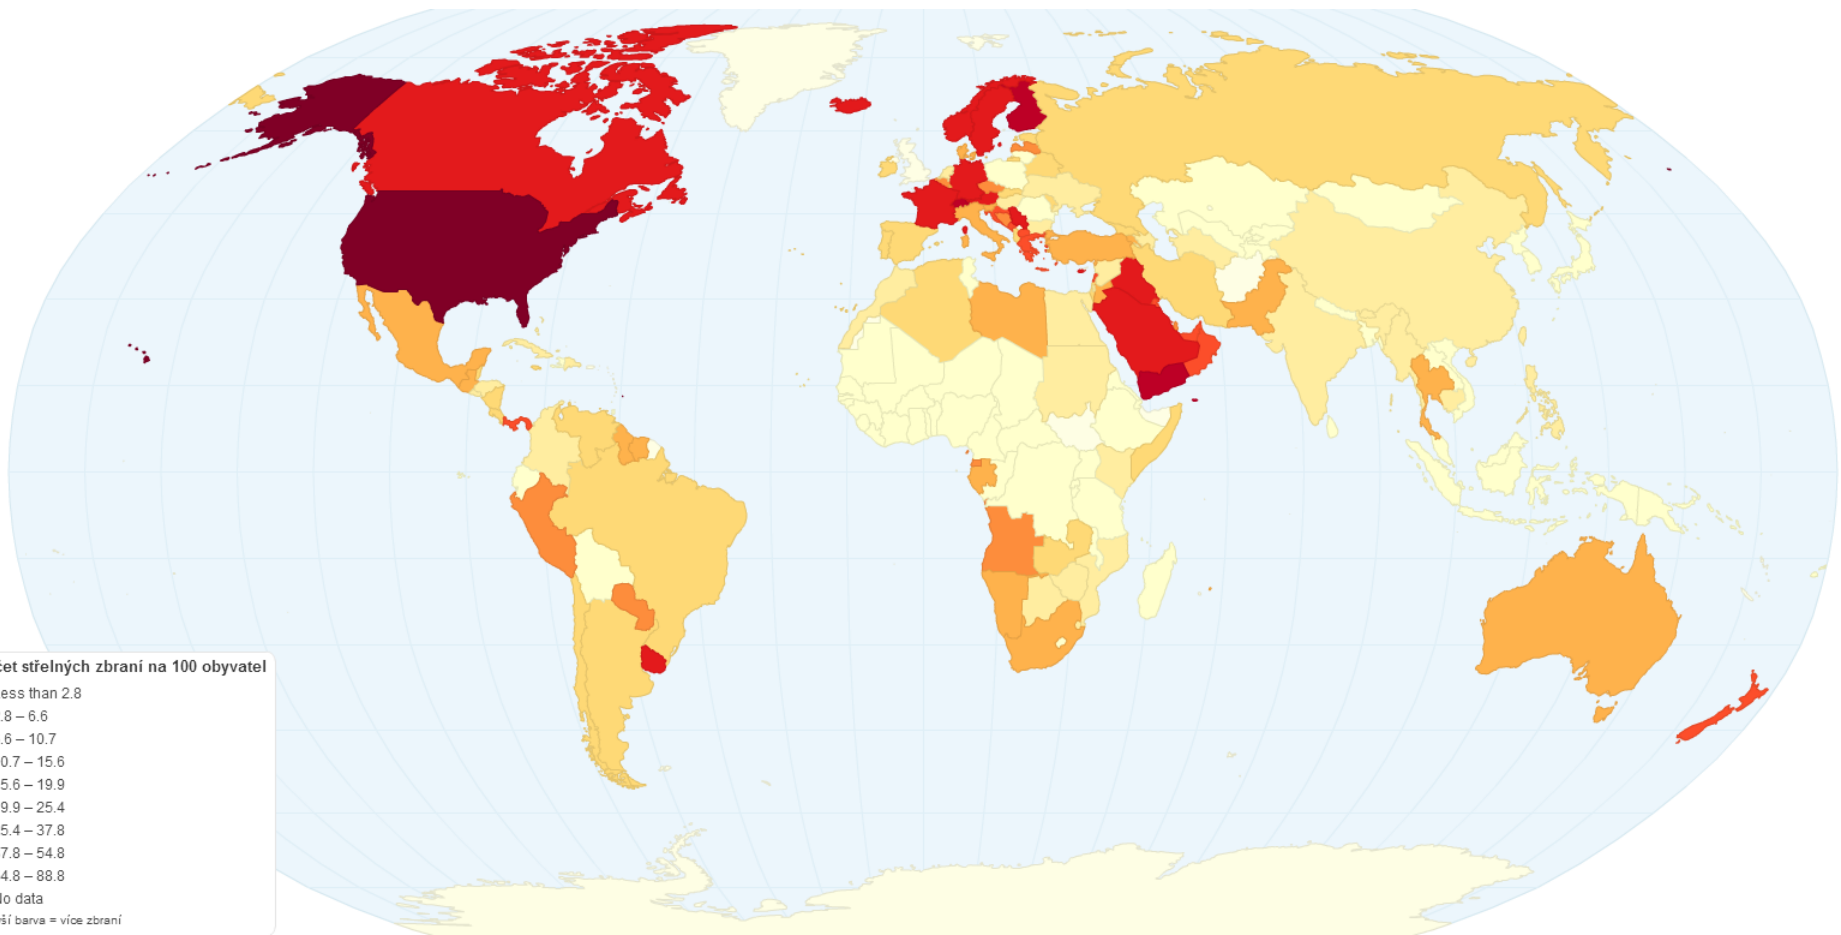 čet střelných zbraní na 100 obyvatel
ess than 2.8
.8 – 6.6
.6 – 10.7
0.7 – 15.6
5.6 – 19.9
9.9 – 25.4
5.4 – 37.8
7.8 – 54.8
4.8 – 88.8
No data
ší barva = více zbraní